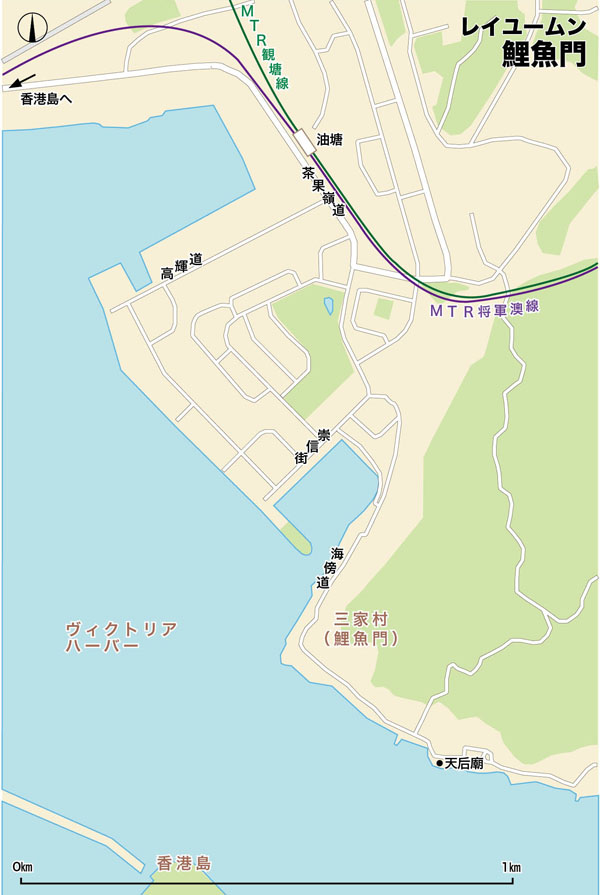 レイユームン
鯉魚門
MTR観塘線
香港島へ
油塘
茶果嶺道
高輝道
MTR将軍澳線
崇信街
海傍道
三家村
(鯉魚門)
ヴィクトリア
ハーバー
天后廟
香港島
0km
1km